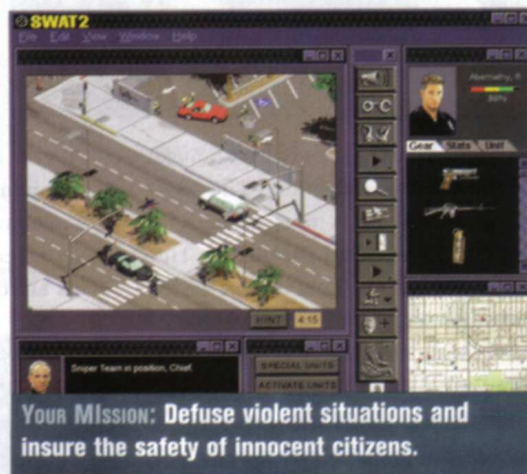 SWAT2
File Edit View Window Help
Abernathy, P.
Gear Stats Unit
HINT 4:15
Sniper Team in position, Chief.
SPECIAL UNITS
ACTIVATE UNITS
YOUR MISSION: Defuse violent situations and
insure the safety of innocent citizens.